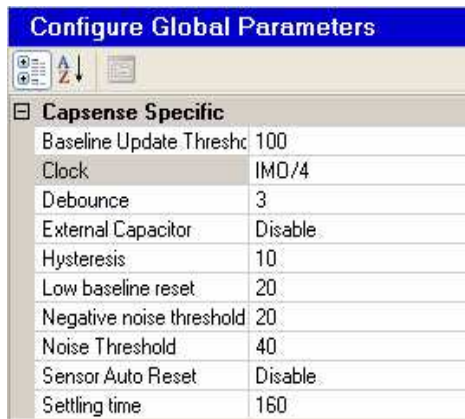 Configure Global Parameters
Capsense Specific
Baseline Update Thresho 100
Clock IMO/4
Debounce 3
External Capacitor Disable
Hysteresis 10
Low baseline reset 20
Negative noise threshold 20
Noise Threshold 40
Sensor Auto Reset Disable
Settling time 160